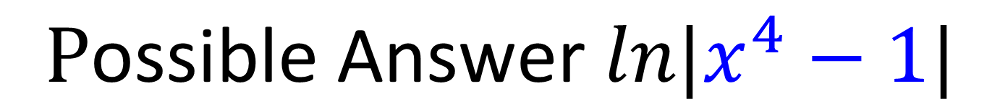 Possible Answer ln|x⁴ − 1|